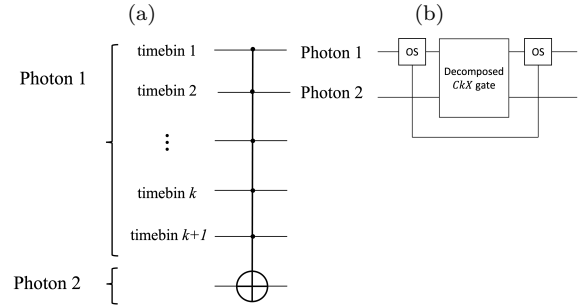 (a)
Photon 1
timebin 1
timebin 2
⋮
timebin k
timebin k+1
Photon 2
(b)
Photon 1
Photon 2
OS
Decomposed
CkX gate
OS